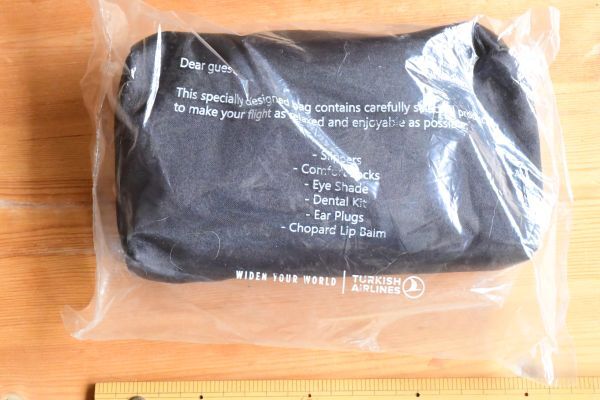 Dear guest
This specially designed bag contains carefully
to make your flight as relaxed and enjoyable as possible
- Slippers
- Comfort Socks
- Eye Shade
- Dental Kit
- Ear Plugs
- Chopard Lip Balm
WIDEN YOUR WORLD | TURKISH
AIRLINES